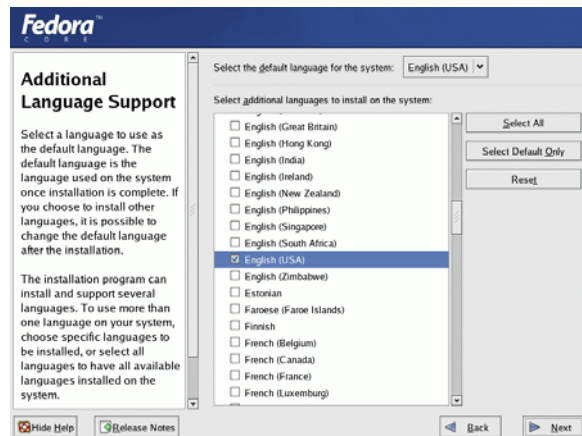 Fedora™
CORE
Additional
Language Support
Select a language to use as
the default language. The
default language is the
language used on the system
once installation is complete. If
you choose to install other
languages, it is possible to
change the default language
after the installation.
The installation program can
install and support several
languages. To use more than
one language on your system,
choose specific languages to
be installed, or select all
languages to have all available
languages installed on the
system.
Select the default language for the system: English (USA)
Select additional languages to install on the system:
English (Great Britain)
English (Hong Kong)
English (India)
English (Ireland)
English (New Zealand)
English (Philippines)
English (Singapore)
English (South Africa)
English (USA)
English (Zimbabwe)
Estonian
Faroese (Faroe Islands)
Finnish
French (Belgium)
French (Canada)
French (France)
French (Luxemburg)
Select All
Select Default Only
Reset
Hide Help
Release Notes
Back
Next